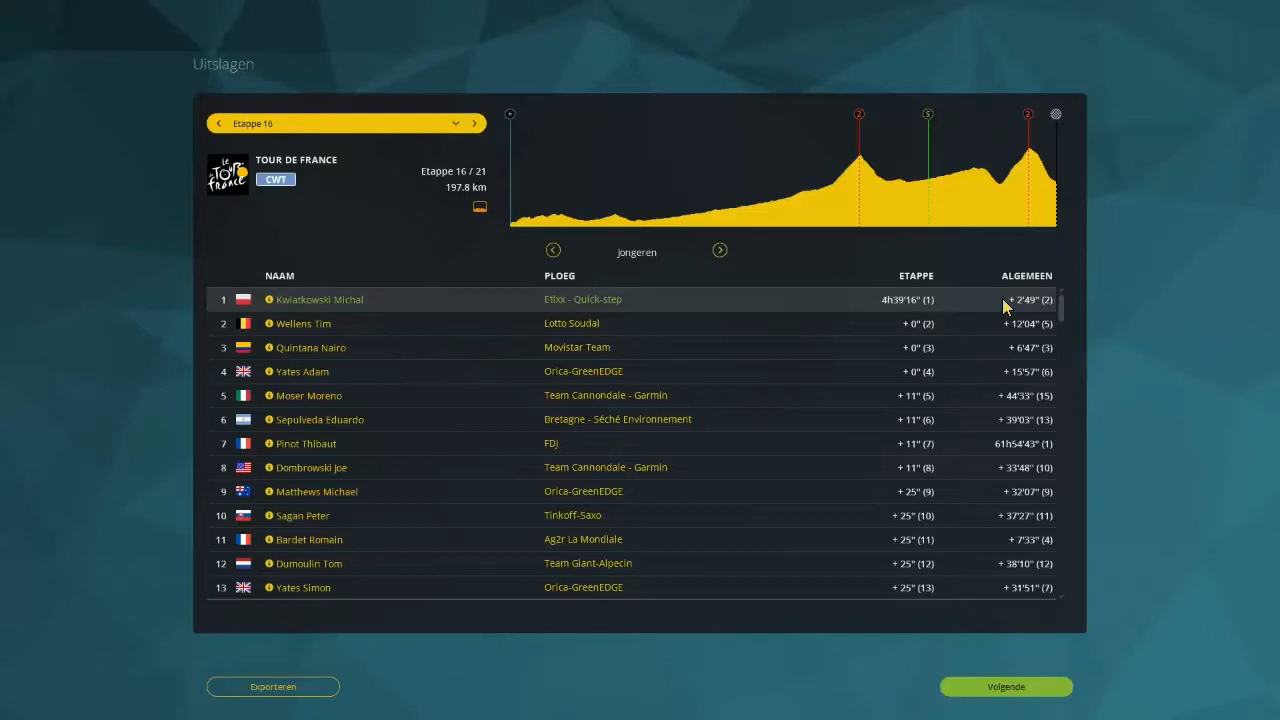 Uitslagen
Etappe 16
2 S 2
le Tour de france
TOUR DE FRANCE
CWT
Etappe 16 / 21
197.8 km
jongeren
NAAM PLOEG ETAPPE ALGEMEEN
1 Kwiatkowski Michal Etixx - Quick-step 4h39'16" (1) + 2'49" (2)
2 Wellens Tim Lotto Soudal + 0" (2) + 12'04" (5)
3 Quintana Nairo Movistar Team + 0" (3) + 6'47" (3)
4 Yates Adam Orica-GreenEDGE + 0" (4) + 15'57" (6)
5 Moser Moreno Team Cannondale - Garmin + 11" (5) + 44'33" (15)
6 Sepulveda Eduardo Bretagne - Séché Environnement + 11" (6) + 39'03" (13)
7 Pinot Thibaut FDJ + 11" (7) 61h54'43" (1)
8 Dombrowski Joe Team Cannondale - Garmin + 11" (8) + 33'48" (10)
9 Matthews Michael Orica-GreenEDGE + 25" (9) + 32'07" (9)
10 Sagan Peter Tinkoff-Saxo + 25" (10) + 37'27" (11)
11 Bardet Romain Ag2r La Mondiale + 25" (11) + 7'33" (4)
12 Dumoulin Tom Team Giant-Alpecin + 25" (12) + 38'10" (12)
13 Yates Simon Orica-GreenEDGE + 25" (13) + 31'51" (7)
Exporteren
Volgende